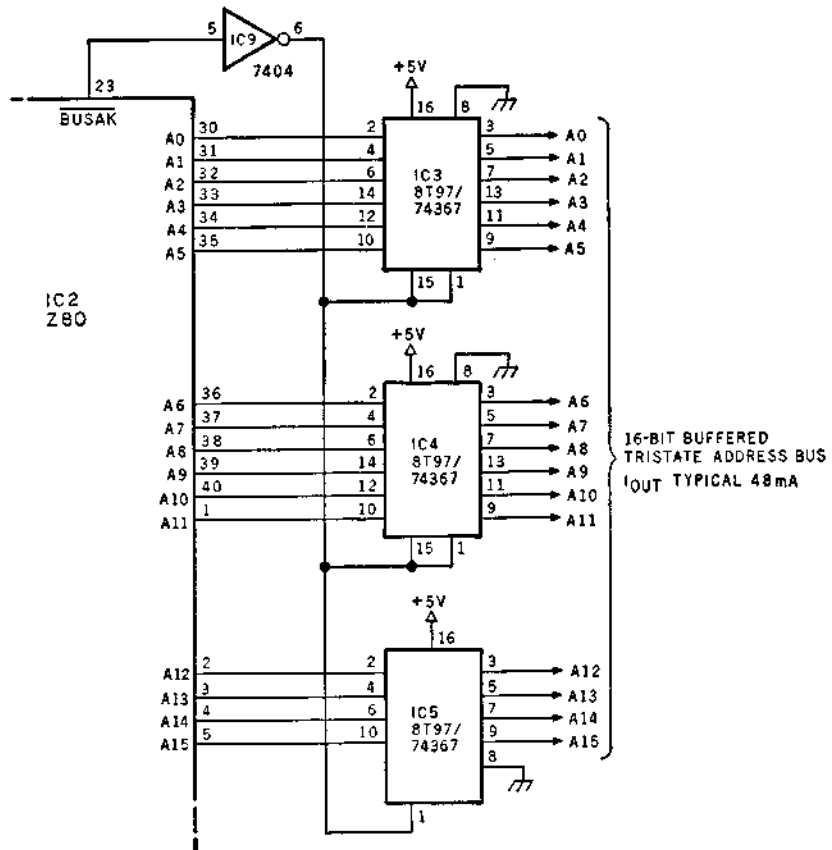 5 IC9 6
7404
23
BUSAK
+5V
16 8
A0 30 2 3 A0
A1 31 4 5 A1
A2 32 6 7 A2
A3 33 14 13 A3
A4 34 12 11 A4
A5 35 10 9 A5
IC3
8T97/
74367
15 1
IC2
Z80
+5V
16 8
A6 36 2 3 A6
A7 37 4 5 A7
A8 38 6 7 A8
A9 39 14 13 A9
A10 40 12 11 A10
A11 1 10 9 A11
IC4
8T97/
74367
15 1
16-BIT BUFFERED
TRISTATE ADDRESS BUS
IOUT TYPICAL 48mA
+5V
16
A12 2 2 3 A12
A13 3 4 5 A13
A14 4 6 7 A14
A15 5 10 9 A15
8
IC5
8T97/
74367
1